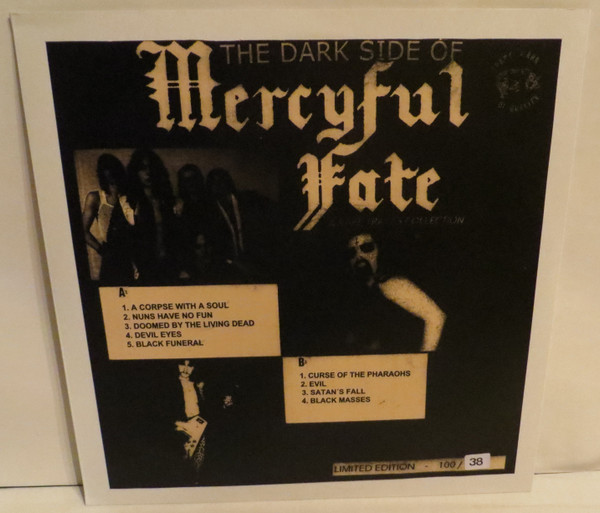 THE DARK SIDE OF
Mercyful
Fate
A:
1. A CORPSE WITH A SOUL
2. NUNS HAVE NO FUN
3. DOOMED BY THE LIVING DEAD
4. DEVIL EYES
5. BLACK FUNERAL
B:
1. CURSE OF THE PHARAOHS
2. EVIL
3. SATAN´S FALL
4. BLACK MASSES
LIMITED EDITION - 100/ 38